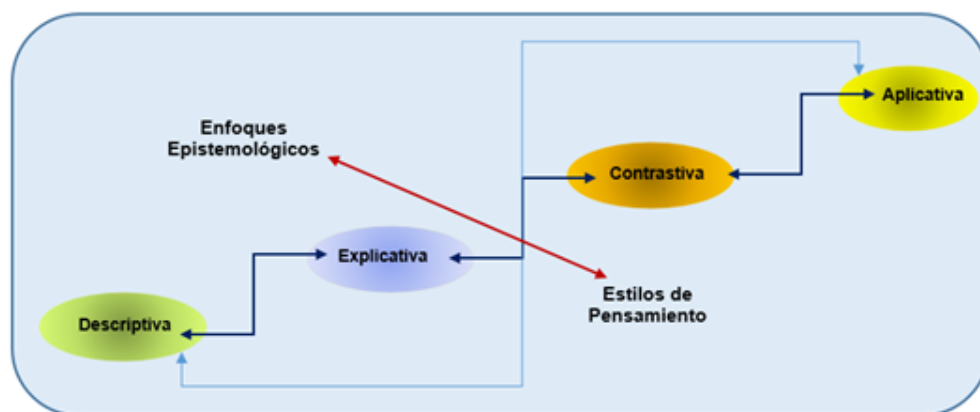 Aplicativa
Enfoques
Epistemológicos
Contrastiva
Explicativa
Estilos de
Pensamiento
Descriptiva